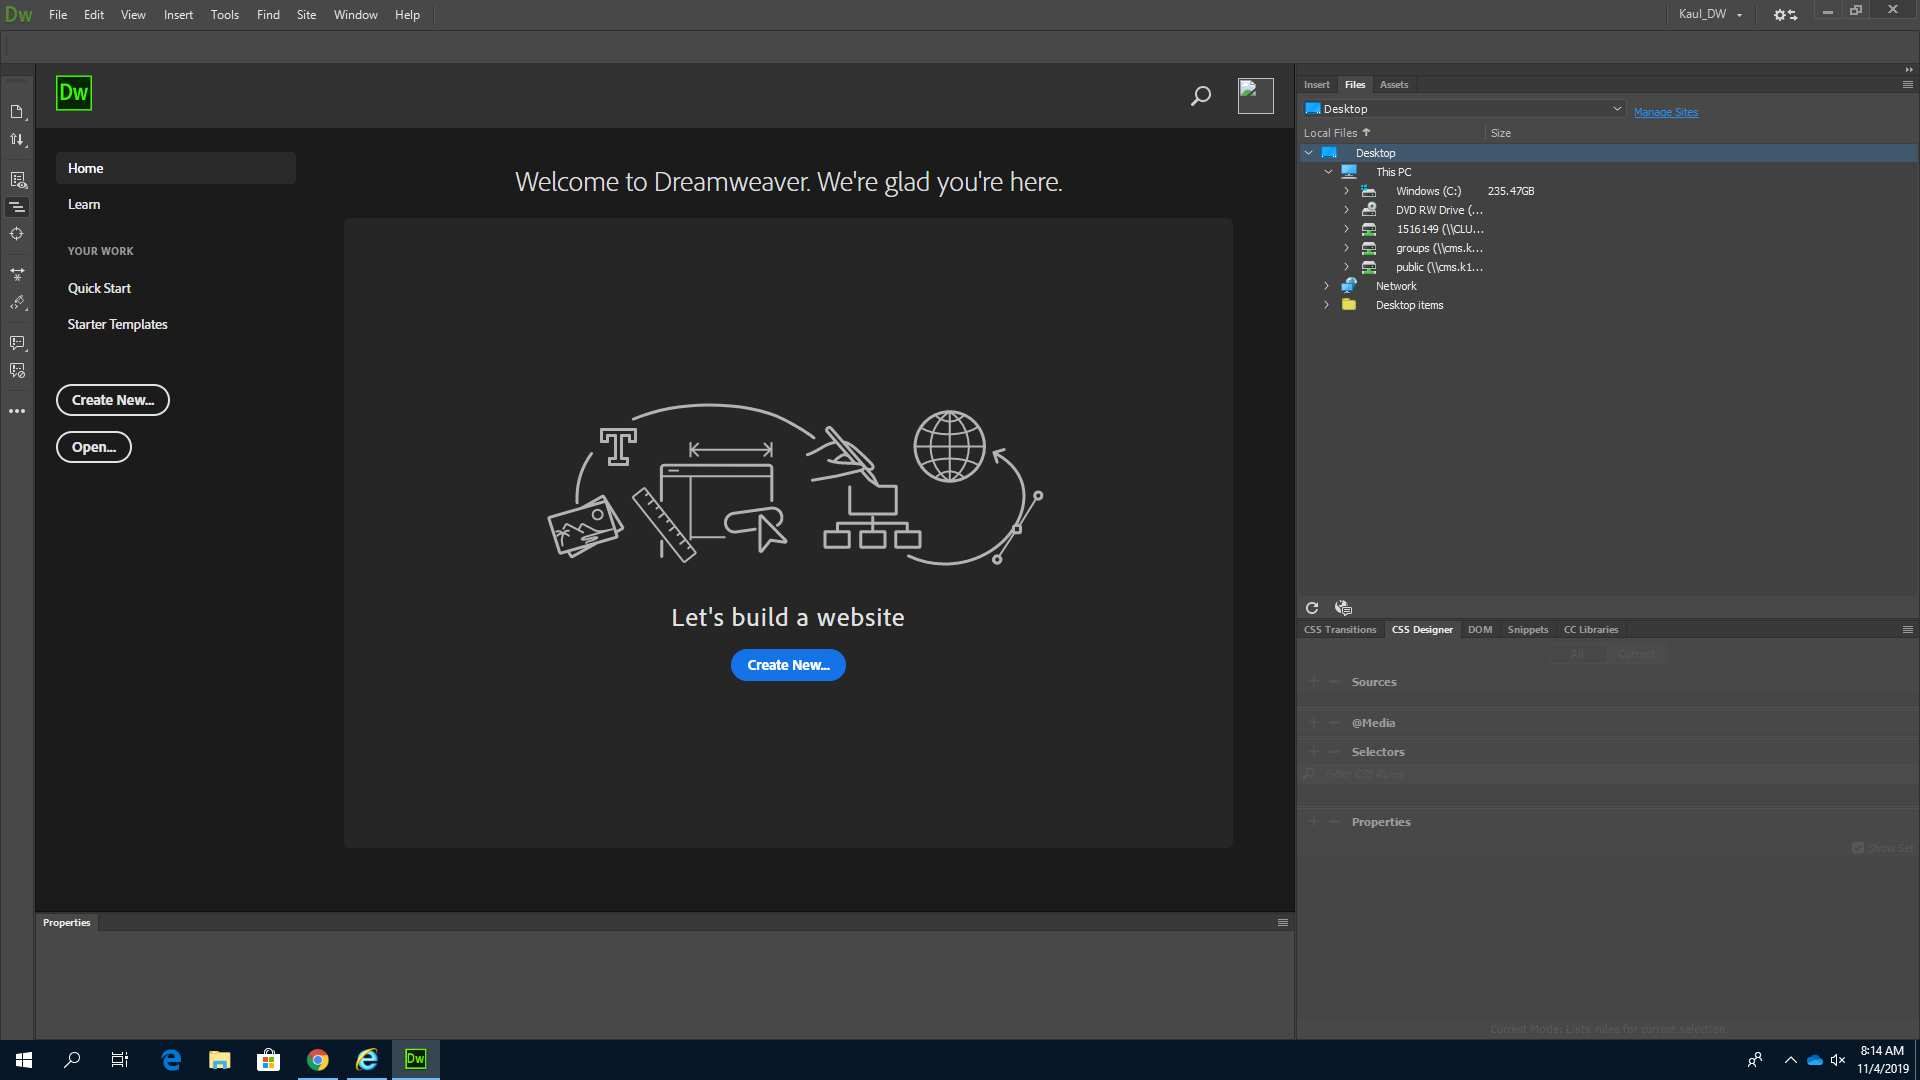 Dw File Edit View Insert Tools Find Site Window Help Kaul_DW
Dw
Home
Learn
YOUR WORK
Quick Start
Starter Templates
Create New...
Open...
Welcome to Dreamweaver. We're glad you're here.
T
Let's build a website
Create New...
Properties
Insert Files Assets
Desktop Manage Sites
Local Files Size
Desktop
This PC
Windows (C:) 235.47GB
DVD RW Drive (...
1516149 (\\CLU...
groups (\\cms.k...
public (\\cms.k1...
Network
Desktop items
CSS Transitions CSS Designer DOM Snippets CC Libraries
All Current
Sources
@Media
Selectors
Filter CSS Rules
Properties
Show Set
Current Mode: Lists rules for current selection
Dw
8:14 AM
11/4/2019